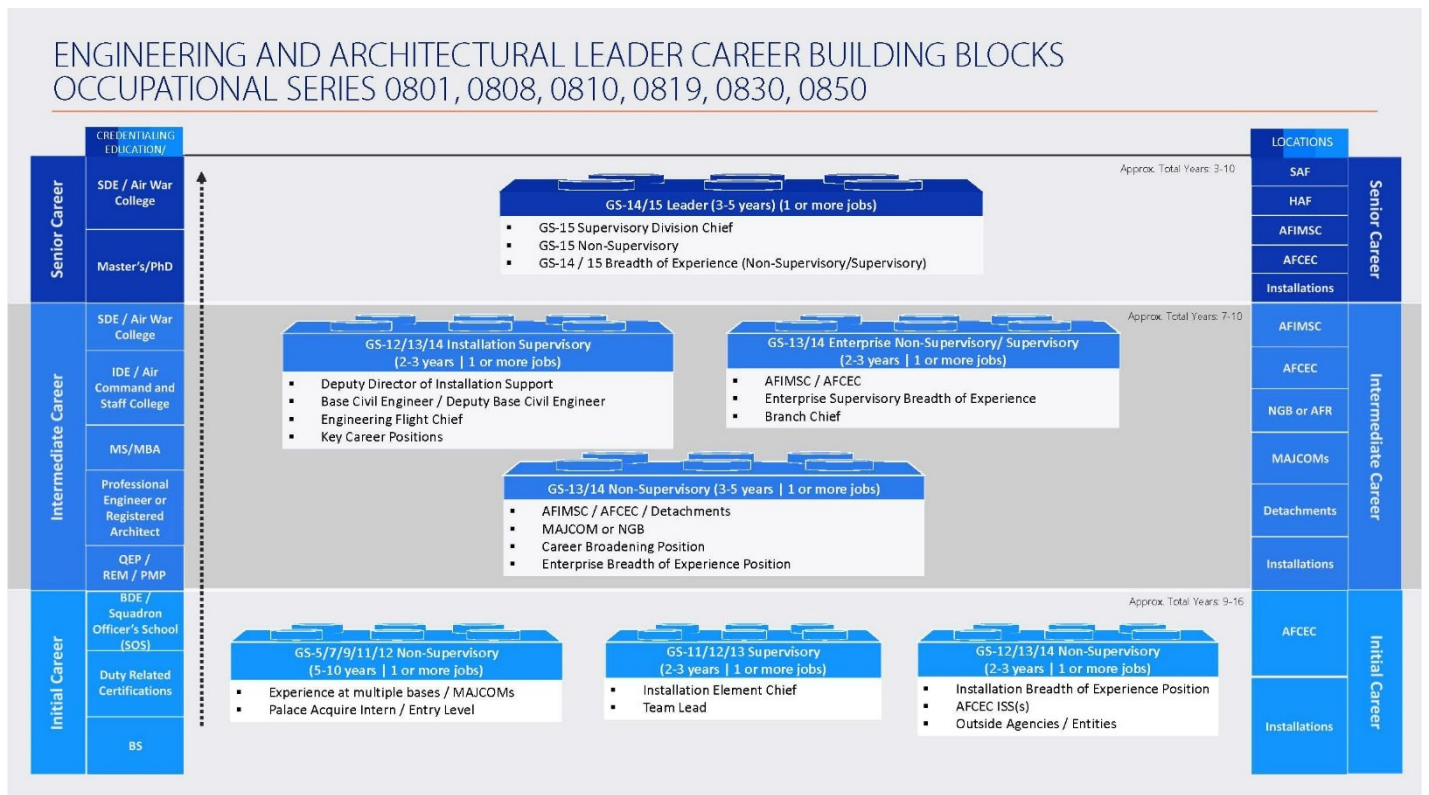 ENGINEERING AND ARCHITECTURAL LEADER CAREER BUILDING BLOCKS
OCCUPATIONAL SERIES 0801, 0808, 0810, 0819, 0830, 0850
CREDENTIALING
EDUCATION/
LOCATIONS
Senior Career
SDE / Air War
College
Master's/PhD
Approx. Total Years: 3-10
GS-14/15 Leader (3-5 years) (1 or more jobs)
▪ GS-15 Supervisory Division Chief
▪ GS-15 Non-Supervisory
▪ GS-14 / 15 Breadth of Experience (Non-Supervisory/Supervisory)
SAF
HAF
AFIMSC
AFCEC
Installations
Senior Career
Intermediate Career
SDE / Air War
College
IDE / Air
Command and
Staff College
MS/MBA
Professional
Engineer or
Registered
Architect
QEP /
REM / PMP
Approx. Total Years: 7-10
GS-12/13/14 Installation Supervisory
(2-3 years | 1 or more jobs)
▪ Deputy Director of Installation Support
▪ Base Civil Engineer / Deputy Base Civil Engineer
▪ Engineering Flight Chief
▪ Key Career Positions
GS-13/14 Enterprise Non-Supervisory/ Supervisory
(2-3 years | 1 or more jobs)
▪ AFIMSC / AFCEC
▪ Enterprise Supervisory Breadth of Experience
▪ Branch Chief
GS-13/14 Non-Supervisory (3-5 years | 1 or more jobs)
▪ AFIMSC / AFCEC / Detachments
▪ MAJCOM or NGB
▪ Career Broadening Position
▪ Enterprise Breadth of Experience Position
AFIMSC
AFCEC
NGB or AFR
MAJCOMs
Detachments
Installations
Intermediate Career
Initial Career
BDE /
Squadron
Officer's School
(SOS)
Duty Related
Certifications
BS
Approx. Total Years: 9-16
GS-5/7/9/11/12 Non-Supervisory
(5-10 years | 1 or more jobs)
▪ Experience at multiple bases / MAJCOMs
▪ Palace Acquire Intern / Entry Level
GS-11/12/13 Supervisory
(2-3 years | 1 or more jobs)
▪ Installation Element Chief
▪ Team Lead
GS-12/13/14 Non-Supervisory
(2-3 years | 1 or more jobs)
▪ Installation Breadth of Experience Position
▪ AFCEC ISS(s)
▪ Outside Agencies / Entities
AFCEC
Installations
Initial Career